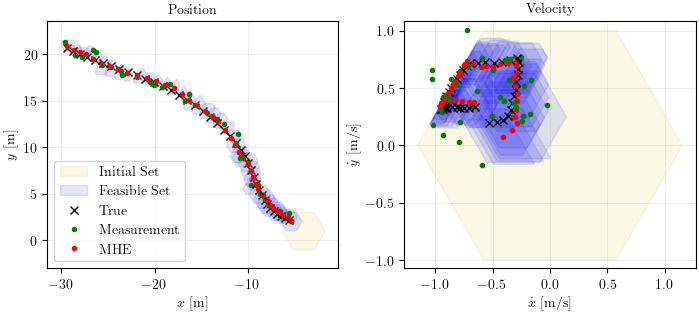 Position
20
15
10
5
0
y [m]
−30
−20
−10
x [m]
Initial Set
Feasible Set
True
Measurement
MHE
Velocity
1.0
0.5
0.0
−0.5
−1.0
ẏ [m/s]
−1.0
−0.5
0.0
0.5
1.0
ẋ [m/s]